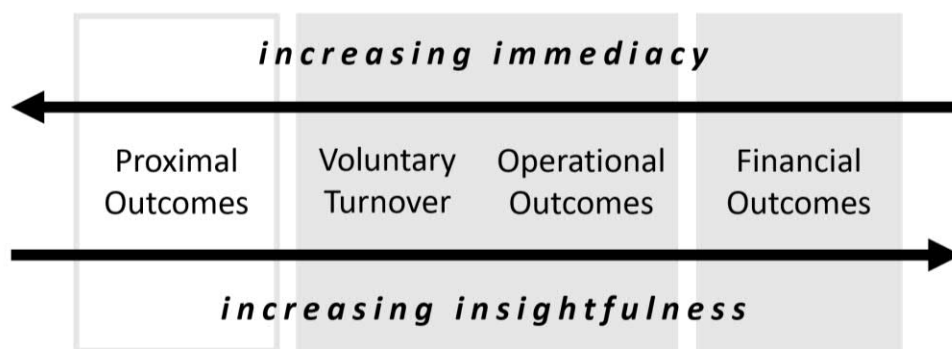 increasing immediacy
Proximal Outcomes
Voluntary Turnover
Operational Outcomes
Financial Outcomes
increasing insightfulness